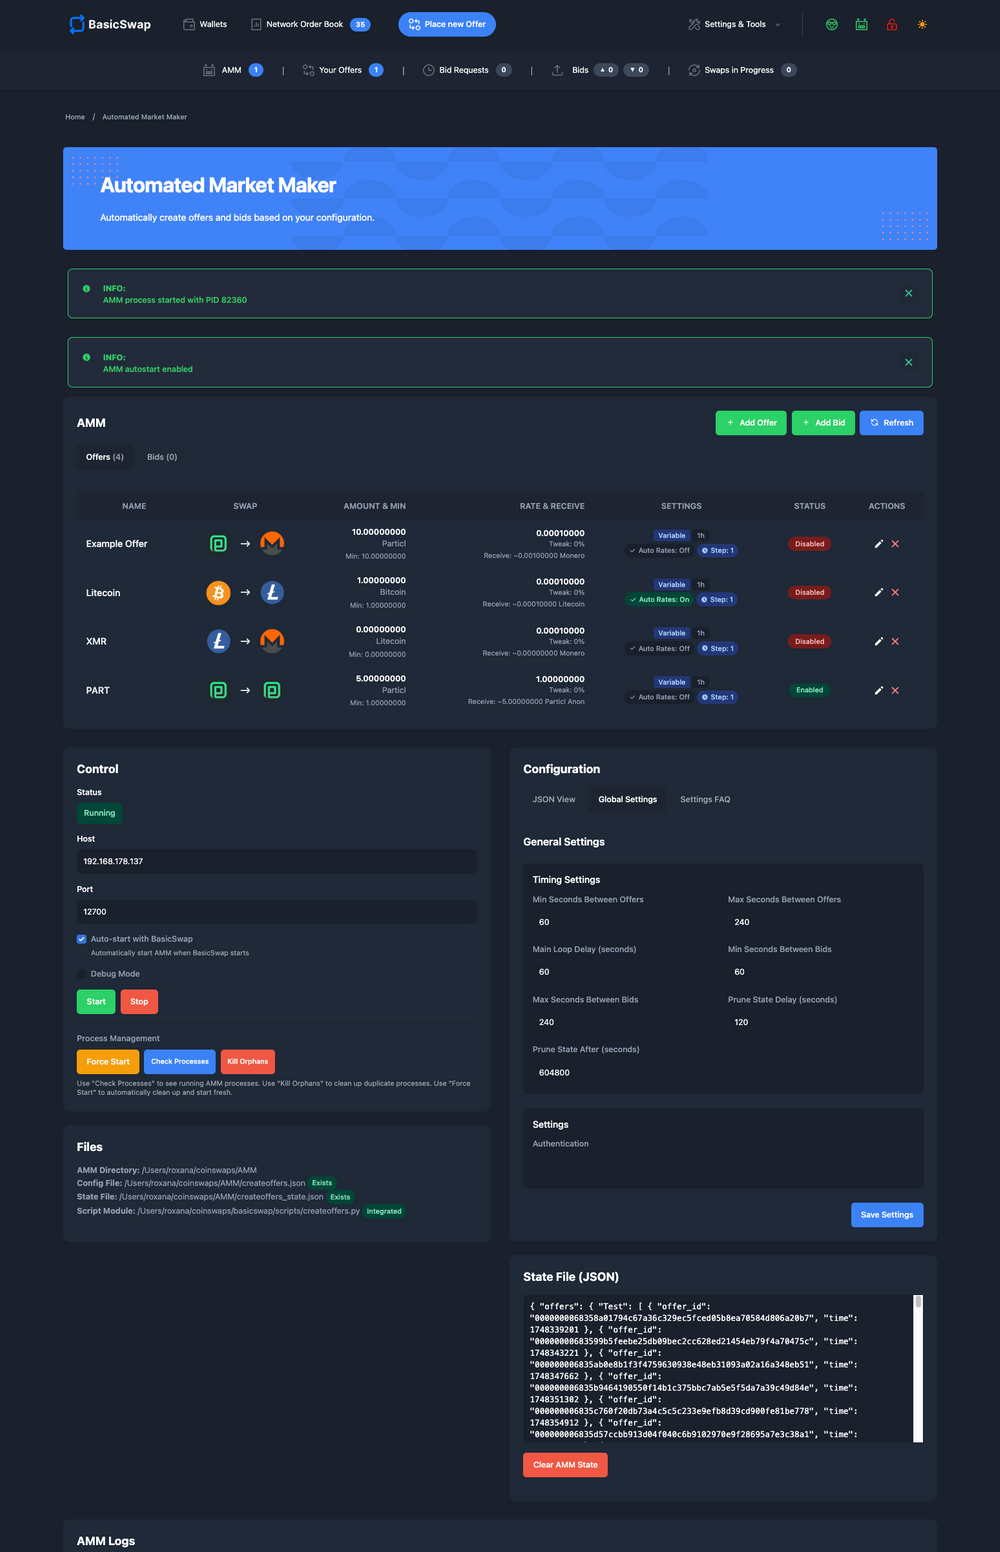 BasicSwap
Wallets
Network Order Book 35
Place new Offer
Settings & Tools
AMM 1 | Your Offers 1 | Bid Requests 0 | Bids ▲ 0 ▼ 0 | Swaps in Progress 0
Home / Automated Market Maker
Automated Market Maker
Automatically create offers and bids based on your configuration.
INFO:
AMM process started with PID 82360
INFO:
AMM autostart enabled
AMM
+ Add Offer
+ Add Bid
Refresh
Offers (4)
Bids (0)
NAME SWAP AMOUNT & MIN RATE & RECEIVE SETTINGS STATUS ACTIONS
Example Offer
10.00000000
Particl
Min: 10.00000000
0.00010000
Tweak: 0%
Receive: ~0.00100000 Monero
Variable 1h
✓ Auto Rates: Off Step: 1
Disabled
Litecoin
1.00000000
Bitcoin
Min: 1.00000000
0.00010000
Tweak: 0%
Receive: ~0.00010000 Litecoin
Variable 1h
✓ Auto Rates: On Step: 1
Disabled
XMR
0.00000000
Litecoin
Min: 0.00000000
0.00010000
Tweak: 0%
Receive: ~0.00000000 Monero
Variable 1h
✓ Auto Rates: Off Step: 1
Disabled
PART
5.00000000
Particl
Min: 1.00000000
1.00000000
Tweak: 0%
Receive: ~5.00000000 Particl Anon
Variable 1h
✓ Auto Rates: Off Step: 1
Enabled
Control
Status
Running
Host
192.168.178.137
Port
12700
Auto-start with BasicSwap
Automatically start AMM when BasicSwap starts
Debug Mode
Start
Stop
Process Management
Force Start
Check Processes
Kill Orphans
Use "Check Processes" to see running AMM processes. Use "Kill Orphans" to clean up duplicate processes. Use "Force
Start" to automatically clean up and start fresh.
Files
AMM Directory: /Users/roxana/coinswaps/AMM
Config File: /Users/roxana/coinswaps/AMM/createoffers.json Exists
State File: /Users/roxana/coinswaps/AMM/createoffers_state.json Exists
Script Module: /Users/roxana/coinswaps/basicswap/scripts/createoffers.py Integrated
Configuration
JSON View
Global Settings
Settings FAQ
General Settings
Timing Settings
Min Seconds Between Offers
60
Max Seconds Between Offers
240
Main Loop Delay (seconds)
60
Min Seconds Between Bids
60
Max Seconds Between Bids
240
Prune State Delay (seconds)
120
Prune State After (seconds)
604800
Settings
Authentication
Save Settings
State File (JSON)
{ "offers": { "Test": [ { "offer_id":
"0000000068358a01794c67a36c329ec5fced05b8ea70584d806a20b7", "time":
1748339201 }, { "offer_id":
"00000000683599b5feebe25db09bec2cc628ed21454eb79f4a70475c", "time":
1748343221 }, { "offer_id":
"000000006835ab0e8b1f3f4759630938e48eb31093a02a16a348eb51", "time":
1748347662 }, { "offer_id":
"000000006835b9464190550f14b1c375bbc7ab5e5f5da7a39c49d84e", "time":
1748351302 }, { "offer_id":
"000000006835c760f20db73a4c5c5c233e9efb8d39cd900fe81be778", "time":
1748354912 }, { "offer_id":
"000000006835d57ccbb913d04f040c6b9102970e9f28695a7e3c38a1", "time":
Clear AMM State
AMM Logs